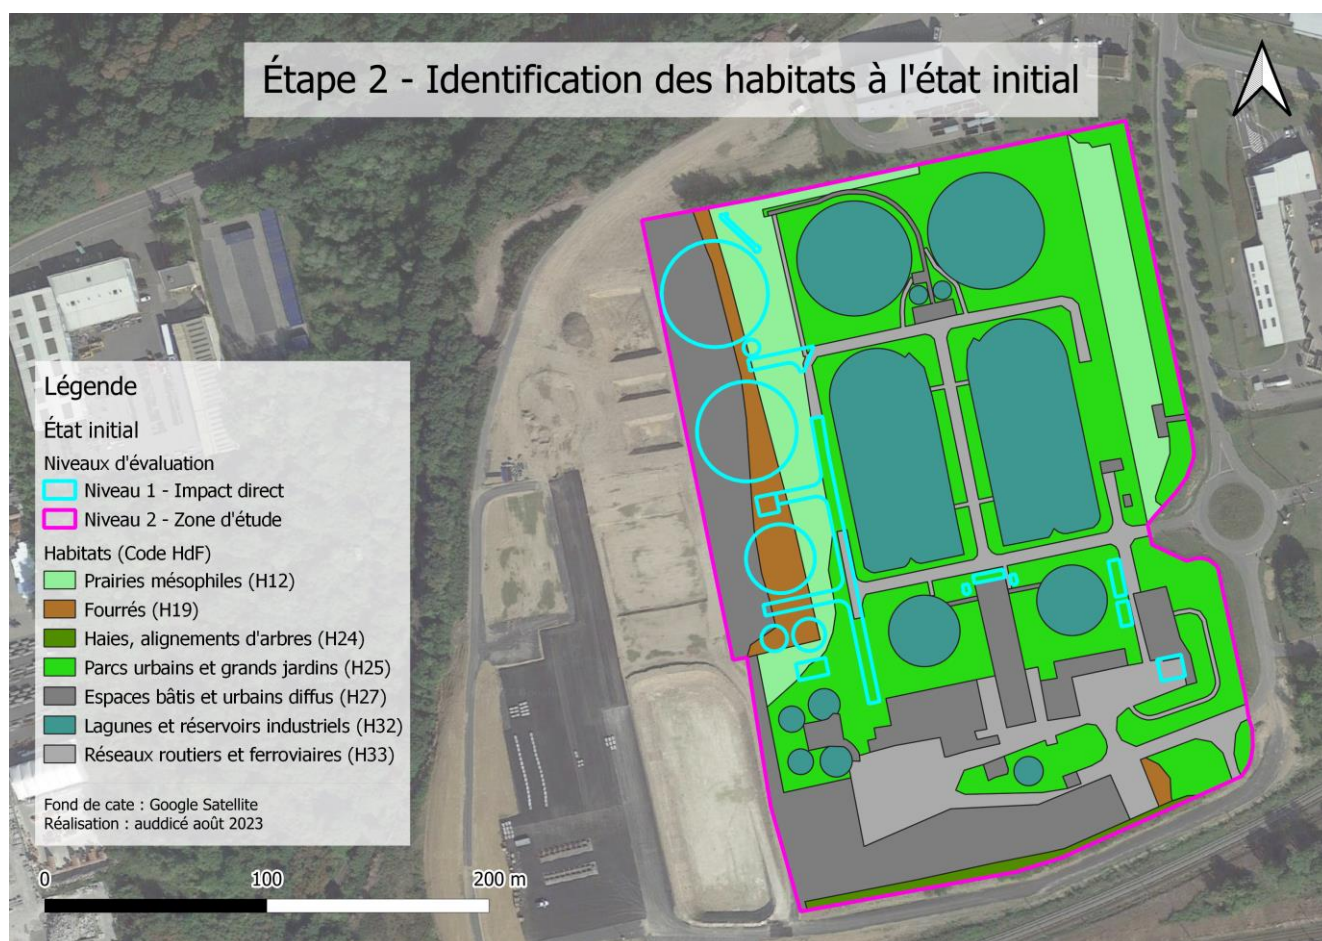 Étape 2 - Identification des habitats à l'état initial
Légende
État initial
Niveaux d'évaluation
Niveau 1 - Impact direct
Niveau 2 - Zone d'étude
Habitats (Code HdF)
Prairies mésophiles (H12)
Fourrés (H19)
Haies, alignements d'arbres (H24)
Parcs urbains et grands jardins (H25)
Espaces bâtis et urbains diffus (H27)
Lagunes et réservoirs industriels (H32)
Réseaux routiers et ferroviaires (H33)
Fond de cate : Google Satellite
Réalisation : auddicé août 2023
0 100 200 m